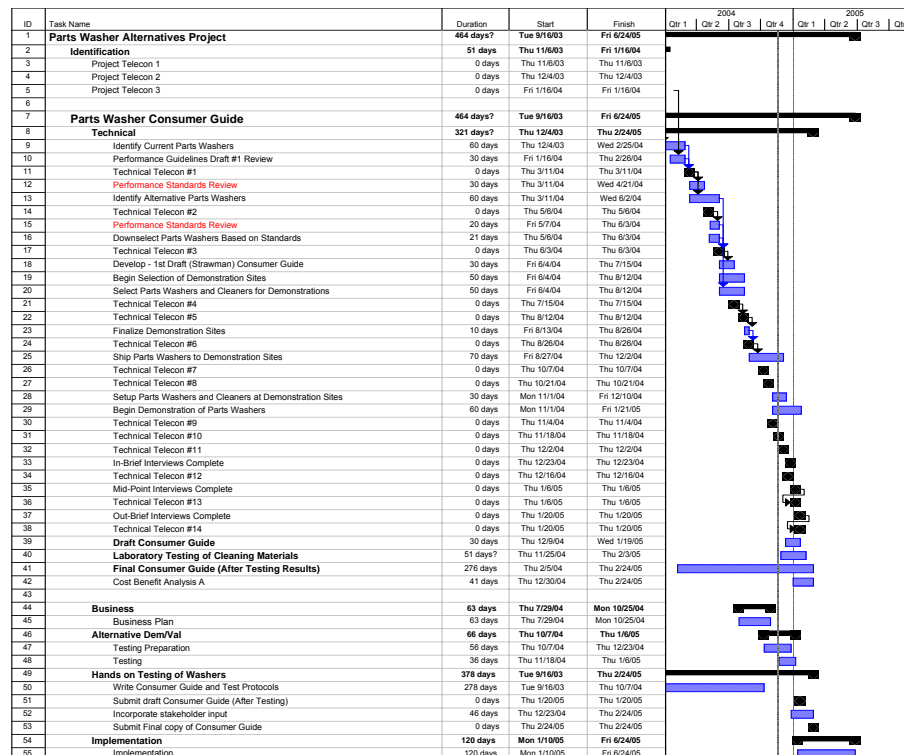 2004 2005
ID Task Name Duration Start Finish Qtr 1 Qtr 2 Qtr 3 Qtr 4 Qtr 1 Qtr 2 Qtr 3 Qtr
1 Parts Washer Alternatives Project 464 days? Tue 9/16/03 Fri 6/24/05
2 Identification 51 days Thu 11/6/03 Fri 1/16/04
3 Project Telecon 1 0 days Thu 11/6/03 Thu 11/6/03
4 Project Telecon 2 0 days Thu 12/4/03 Thu 12/4/03
5 Project Telecon 3 0 days Fri 1/16/04 Fri 1/16/04
6
7 Parts Washer Consumer Guide 464 days? Tue 9/16/03 Fri 6/24/05
8 Technical 321 days? Thu 12/4/03 Thu 2/24/05
9 Identify Current Parts Washers 60 days Thu 12/4/03 Wed 2/25/04
10 Performance Guidelines Draft #1 Review 30 days Fri 1/16/04 Thu 2/26/04
11 Technical Telecon #1 0 days Thu 3/11/04 Thu 3/11/04
12 Performance Standards Review 30 days Thu 3/11/04 Wed 4/21/04
13 Identify Alternative Parts Washers 60 days Thu 3/11/04 Wed 6/2/04
14 Technical Telecon #2 0 days Thu 5/6/04 Thu 5/6/04
15 Performance Standards Review 20 days Fri 5/7/04 Thu 6/3/04
16 Downselect Parts Washers Based on Standards 21 days Thu 5/6/04 Thu 6/3/04
17 Technical Telecon #3 0 days Thu 6/3/04 Thu 6/3/04
18 Develop - 1st Draft (Strawman) Consumer Guide 30 days Fri 6/4/04 Thu 7/15/04
19 Begin Selection of Demonstration Sites 50 days Fri 6/4/04 Thu 8/12/04
20 Select Parts Washers and Cleaners for Demonstrations 50 days Fri 6/4/04 Thu 8/12/04
21 Technical Telecon #4 0 days Thu 7/15/04 Thu 7/15/04
22 Technical Telecon #5 0 days Thu 8/12/04 Thu 8/12/04
23 Finalize Demonstration Sites 10 days Fri 8/13/04 Thu 8/26/04
24 Technical Telecon #6 0 days Thu 8/26/04 Thu 8/26/04
25 Ship Parts Washers to Demonstration Sites 70 days Fri 8/27/04 Thu 12/2/04
26 Technical Telecon #7 0 days Thu 10/7/04 Thu 10/7/04
27 Technical Telecon #8 0 days Thu 10/21/04 Thu 10/21/04
28 Setup Parts Washers and Cleaners at Demonstration Sites 30 days Mon 11/1/04 Fri 12/10/04
29 Begin Demonstration of Parts Washers 60 days Mon 11/1/04 Fri 1/21/05
30 Technical Telecon #9 0 days Thu 11/4/04 Thu 11/4/04
31 Technical Telecon #10 0 days Thu 11/18/04 Thu 11/18/04
32 Technical Telecon #11 0 days Thu 12/2/04 Thu 12/2/04
33 In-Brief Interviews Complete 0 days Thu 12/23/04 Thu 12/23/04
34 Technical Telecon #12 0 days Thu 12/16/04 Thu 12/16/04
35 Mid-Point Interviews Complete 0 days Thu 1/6/05 Thu 1/6/05
36 Technical Telecon #13 0 days Thu 1/6/05 Thu 1/6/05
37 Out-Brief Interviews Complete 0 days Thu 1/20/05 Thu 1/20/05
38 Technical Telecon #14 0 days Thu 1/20/05 Thu 1/20/05
39 Draft Consumer Guide 30 days Thu 12/9/04 Wed 1/19/05
40 Laboratory Testing of Cleaning Materials 51 days? Thu 11/25/04 Thu 2/3/05
41 Final Consumer Guide (After Testing Results) 276 days Thu 2/5/04 Thu 2/24/05
42 Cost Benefit Analysis A 41 days Thu 12/30/04 Thu 2/24/05
43
44 Business 63 days Thu 7/29/04 Mon 10/25/04
45 Business Plan 63 days Thu 7/29/04 Mon 10/25/04
46 Alternative Dem/Val 66 days Thu 10/7/04 Thu 1/6/05
47 Testing Preparation 56 days Thu 10/7/04 Thu 12/23/04
48 Testing 36 days Thu 11/18/04 Thu 1/6/05
49 Hands on Testing of Washers 378 days Tue 9/16/03 Thu 2/24/05
50 Write Consumer Guide and Test Protocols 278 days Tue 9/16/03 Thu 10/7/04
51 Submit draft Consumer Guide (After Testing) 0 days Thu 1/20/05 Thu 1/20/05
52 Incorporate stakeholder input 46 days Thu 12/23/04 Thu 2/24/05
53 Submit Final copy of Consumer Guide 0 days Thu 2/24/05 Thu 2/24/05
54 Implementation 120 days Mon 1/10/05 Fri 6/24/05
55 Implementation 120 days Mon 1/10/05 Fri 6/24/05